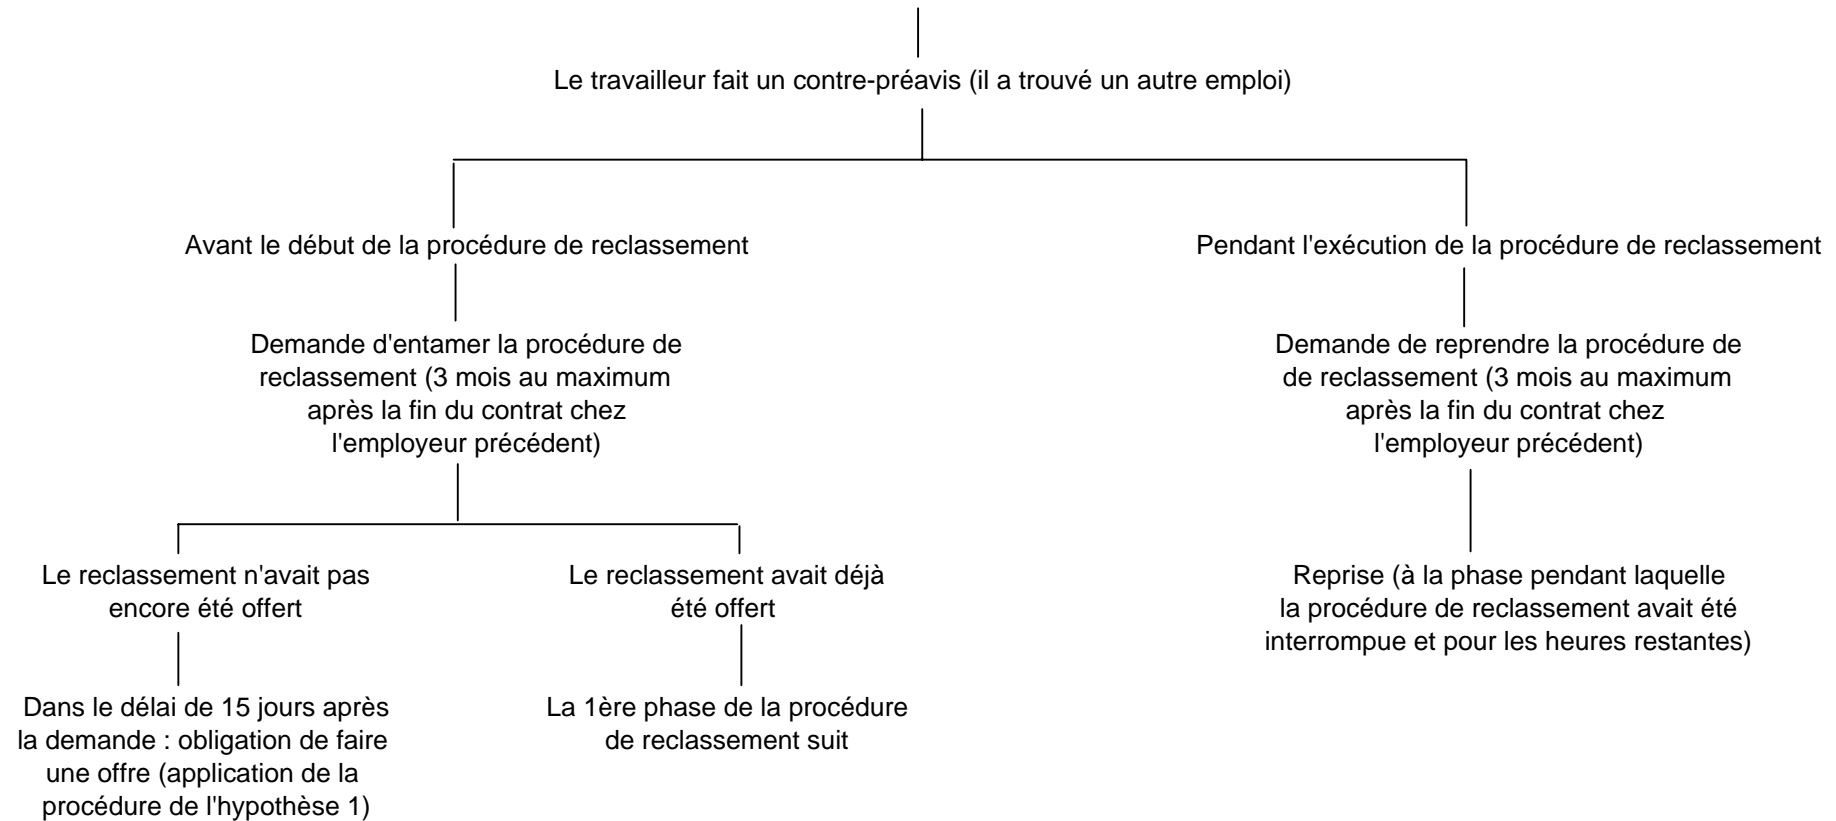 Le travailleur fait un contre-préavis (il a trouvé un autre emploi)
Avant le début de la procédure de reclassement
Pendant l'exécution de la procédure de reclassement
Demande d'entamer la procédure de
reclassement (3 mois au maximum
après la fin du contrat chez
l'employeur précédent)
Demande de reprendre la procédure de
de reclassement (3 mois au maximum
après la fin du contrat chez
l'employeur précédent)
Le reclassement n'avait pas
encore été offert
Le reclassement avait déjà
été offert
Reprise (à la phase pendant laquelle
la procédure de reclassement avait été
interrompue et pour les heures restantes)
Dans le délai de 15 jours après
la demande : obligation de faire
une offre (application de la
procédure de l'hypothèse 1)
La 1ère phase de la procédure
de reclassement suit